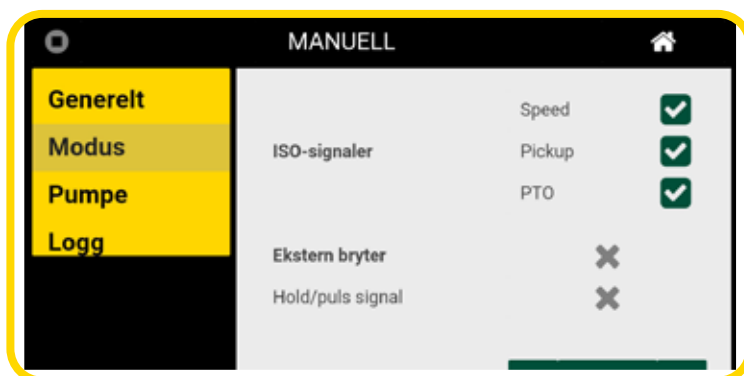 MANUELL
Generelt
Modus
Pumpe
Logg
Speed
ISO-signaler Pickup
PTO
Ekstern bryter
Hold/puls signal